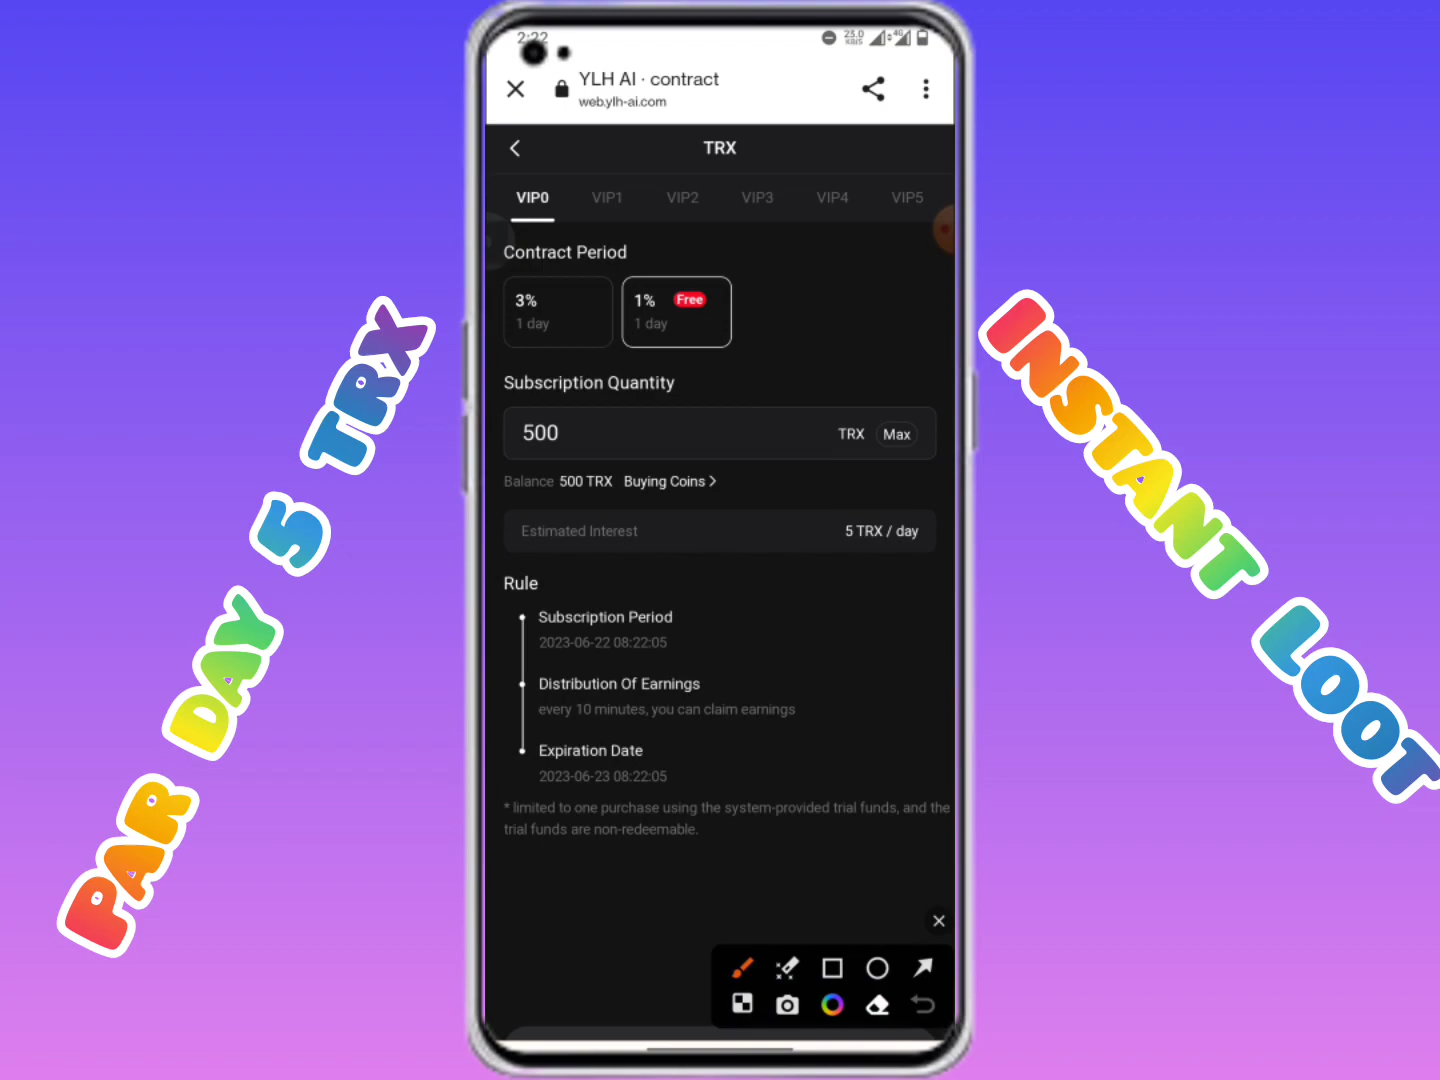 2:22
23.0
KB/S
4G
YLH AI · contract
web.ylh-ai.com
TRX
VIP0 VIP1 VIP2 VIP3 VIP4 VIP5
Contract Period
3%
1 day
1% Free
1 day
Subscription Quantity
500 TRX Max
Balance 500 TRX Buying Coins >
Estimated Interest 5 TRX / day
Rule
Subscription Period
2023-06-22 08:22:05
Distribution Of Earnings
every 10 minutes, you can claim earnings
Expiration Date
2023-06-23 08:22:05
* limited to one purchase using the system-provided trial funds, and the
trial funds are non-redeemable.
PAR DAY 5 TRX
INSTANT LOOT